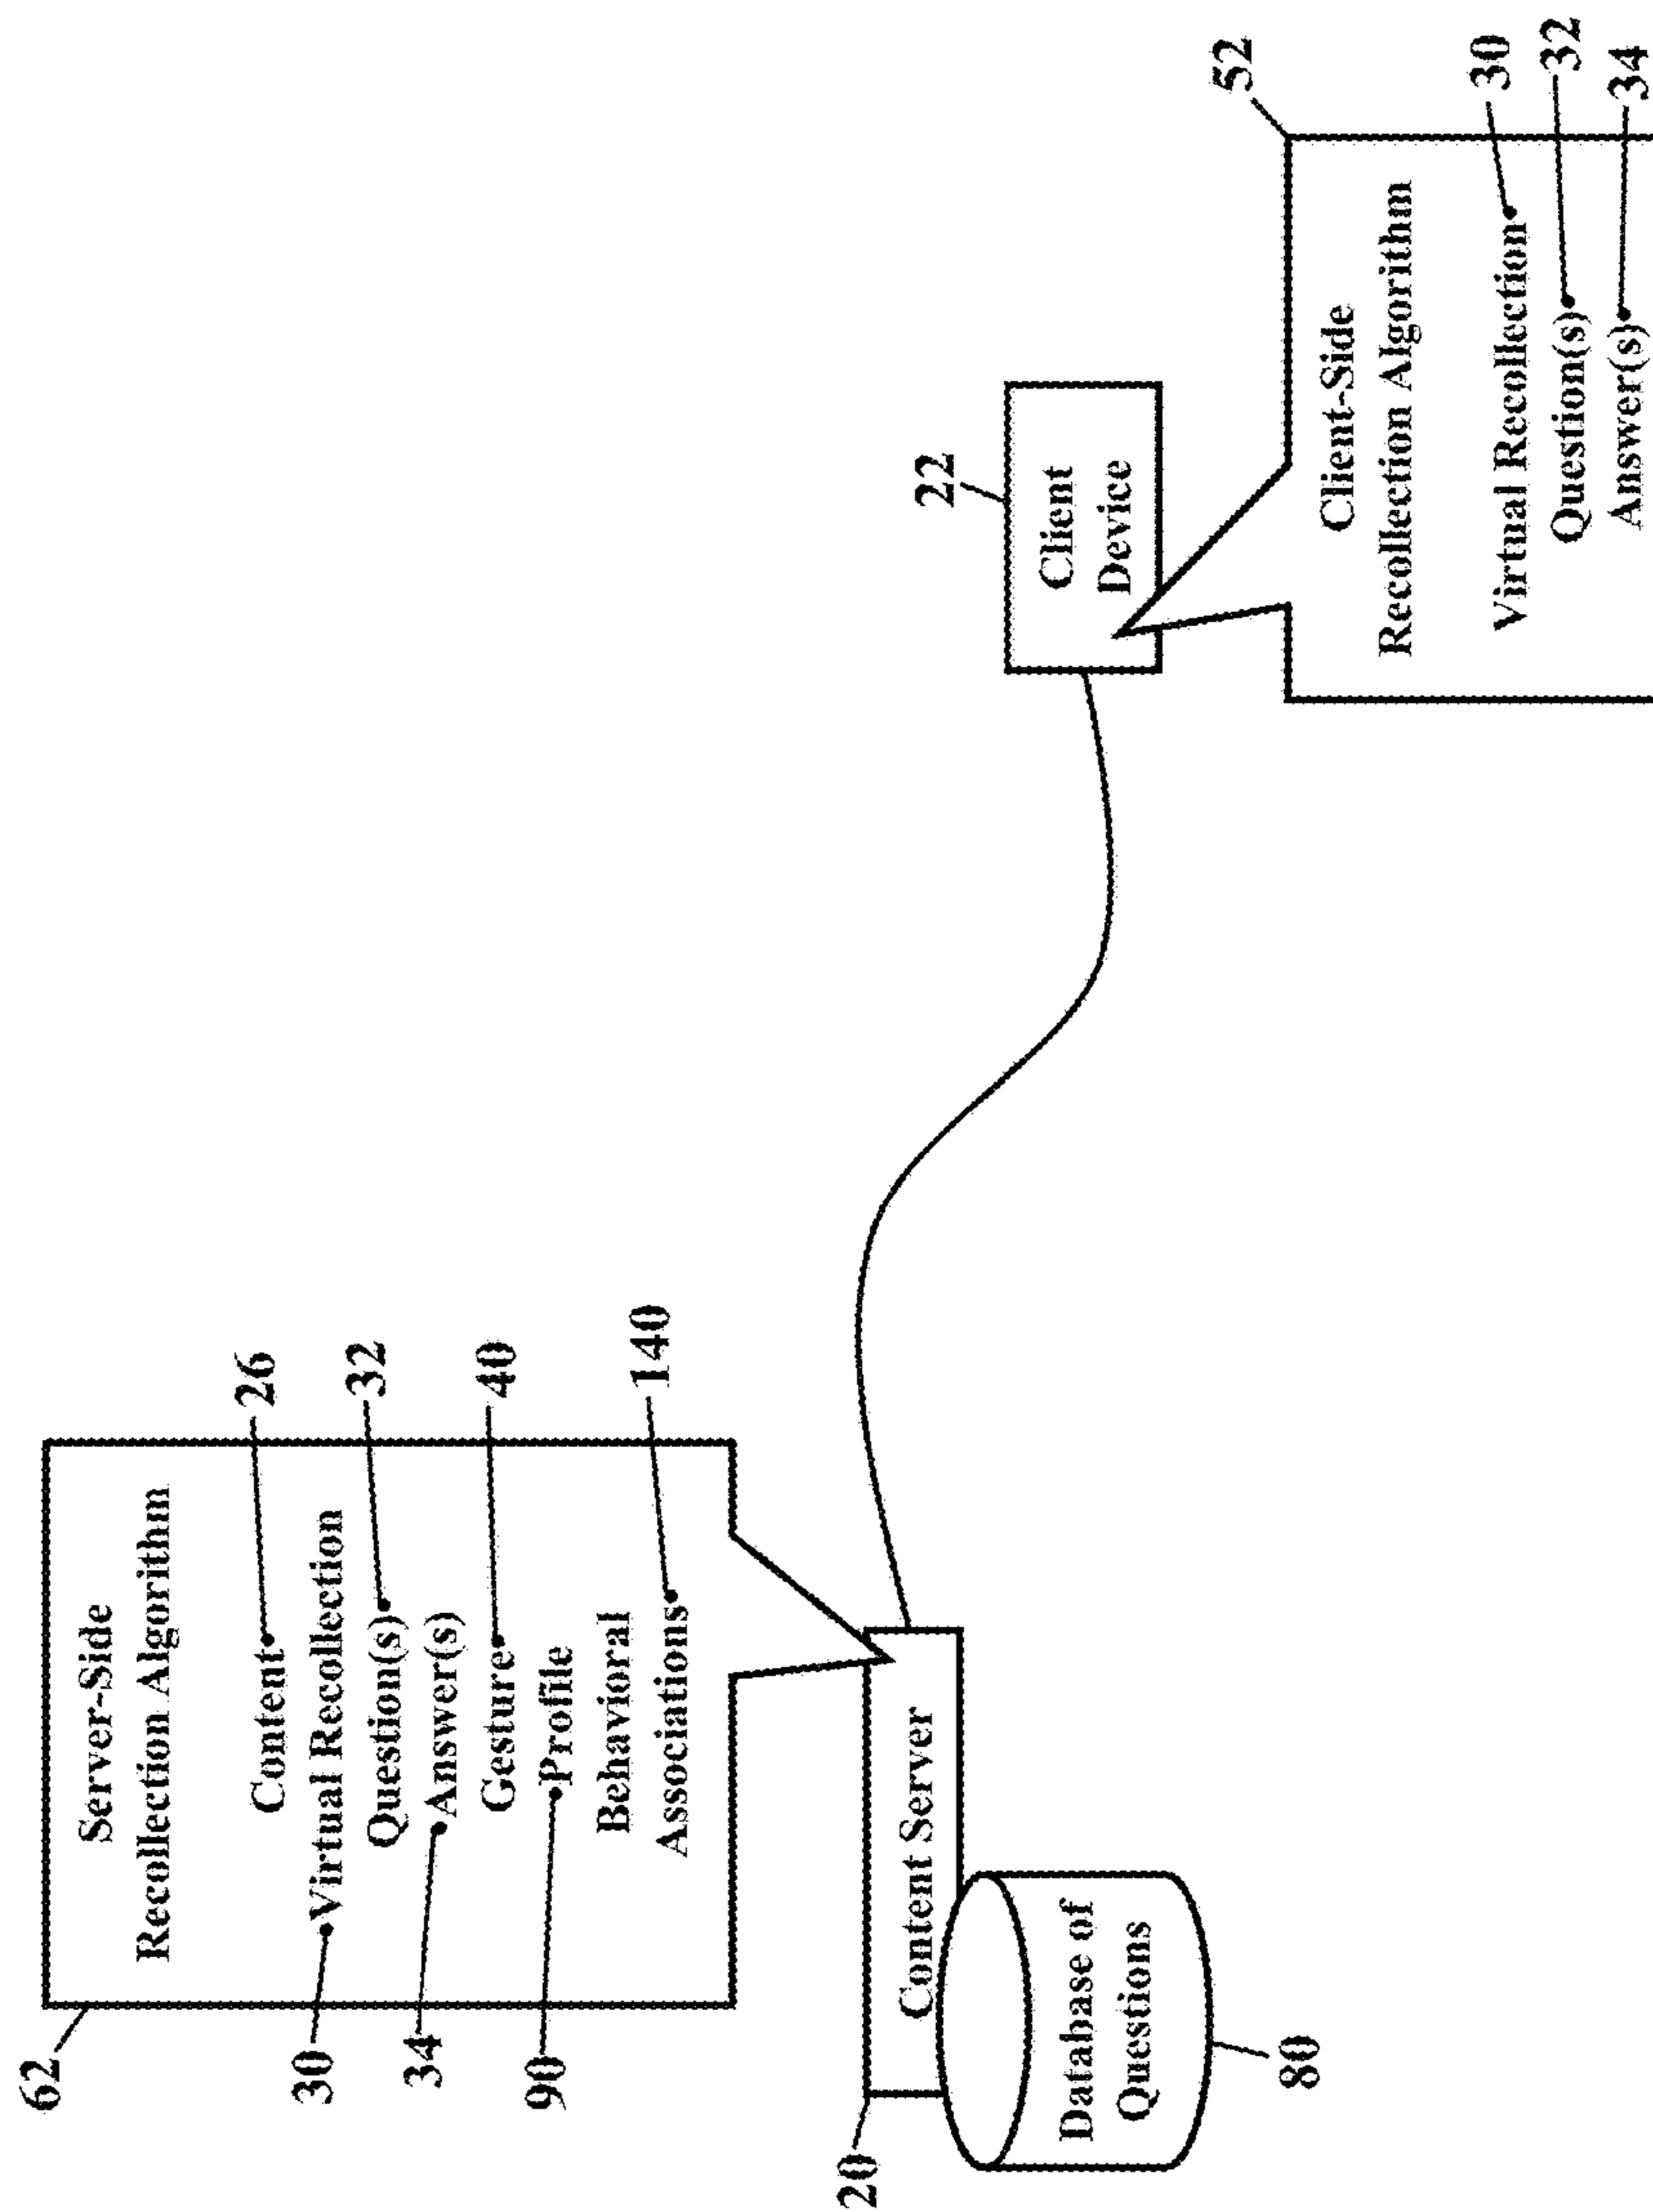 62
Server-Side
Recollection Algorithm
Content
26
30
Virtual Recollection
Question(s)
32
34
Answer(s)
Gesture
40
90
Profile
Behavioral
Associations
140
20
Content Server
Database of
Questions
80
22
Client
Device
52
Client-Side
Recollection Algorithm
Virtual Recollection
30
Question(s)
32
Answer(s)
34